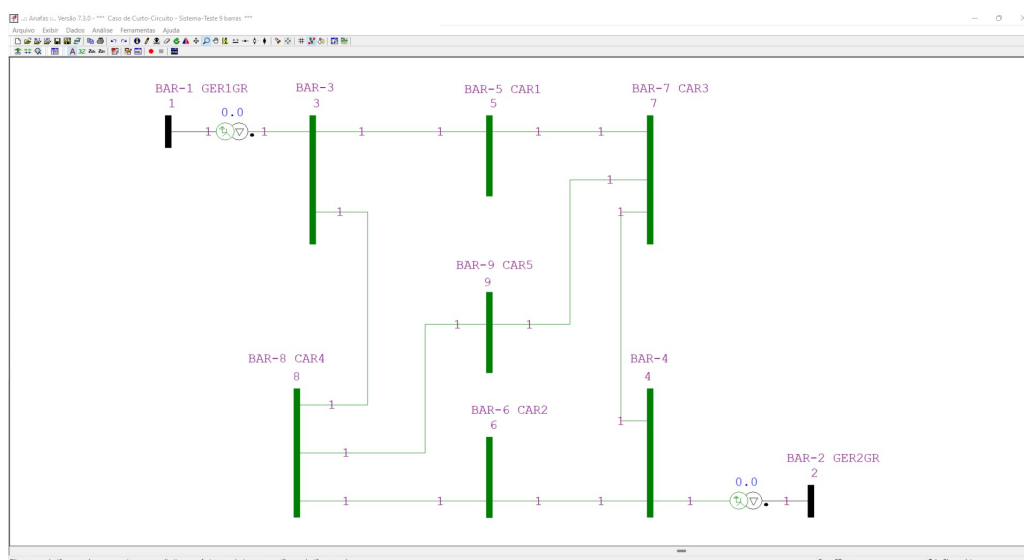 .:: Anafas ::.. Versão 7.3.0 - *** Caso de Curto-Circuito - Sistema-Teste 9 barras ***
Arquivo Exibir Dados Análise Ferramentas Ajuda
BAR-1 GER1GR
1
0.0
1 1
BAR-3
3
1 1
1
BAR-5 CAR1
5
1 1
BAR-7 CAR3
7
1
1
BAR-9 CAR5
9
1 1
BAR-8 CAR4
8
1
1
1 1
BAR-6 CAR2
6
1 1
BAR-4
4
1
1
0.0
1
BAR-2 GER2GR
2